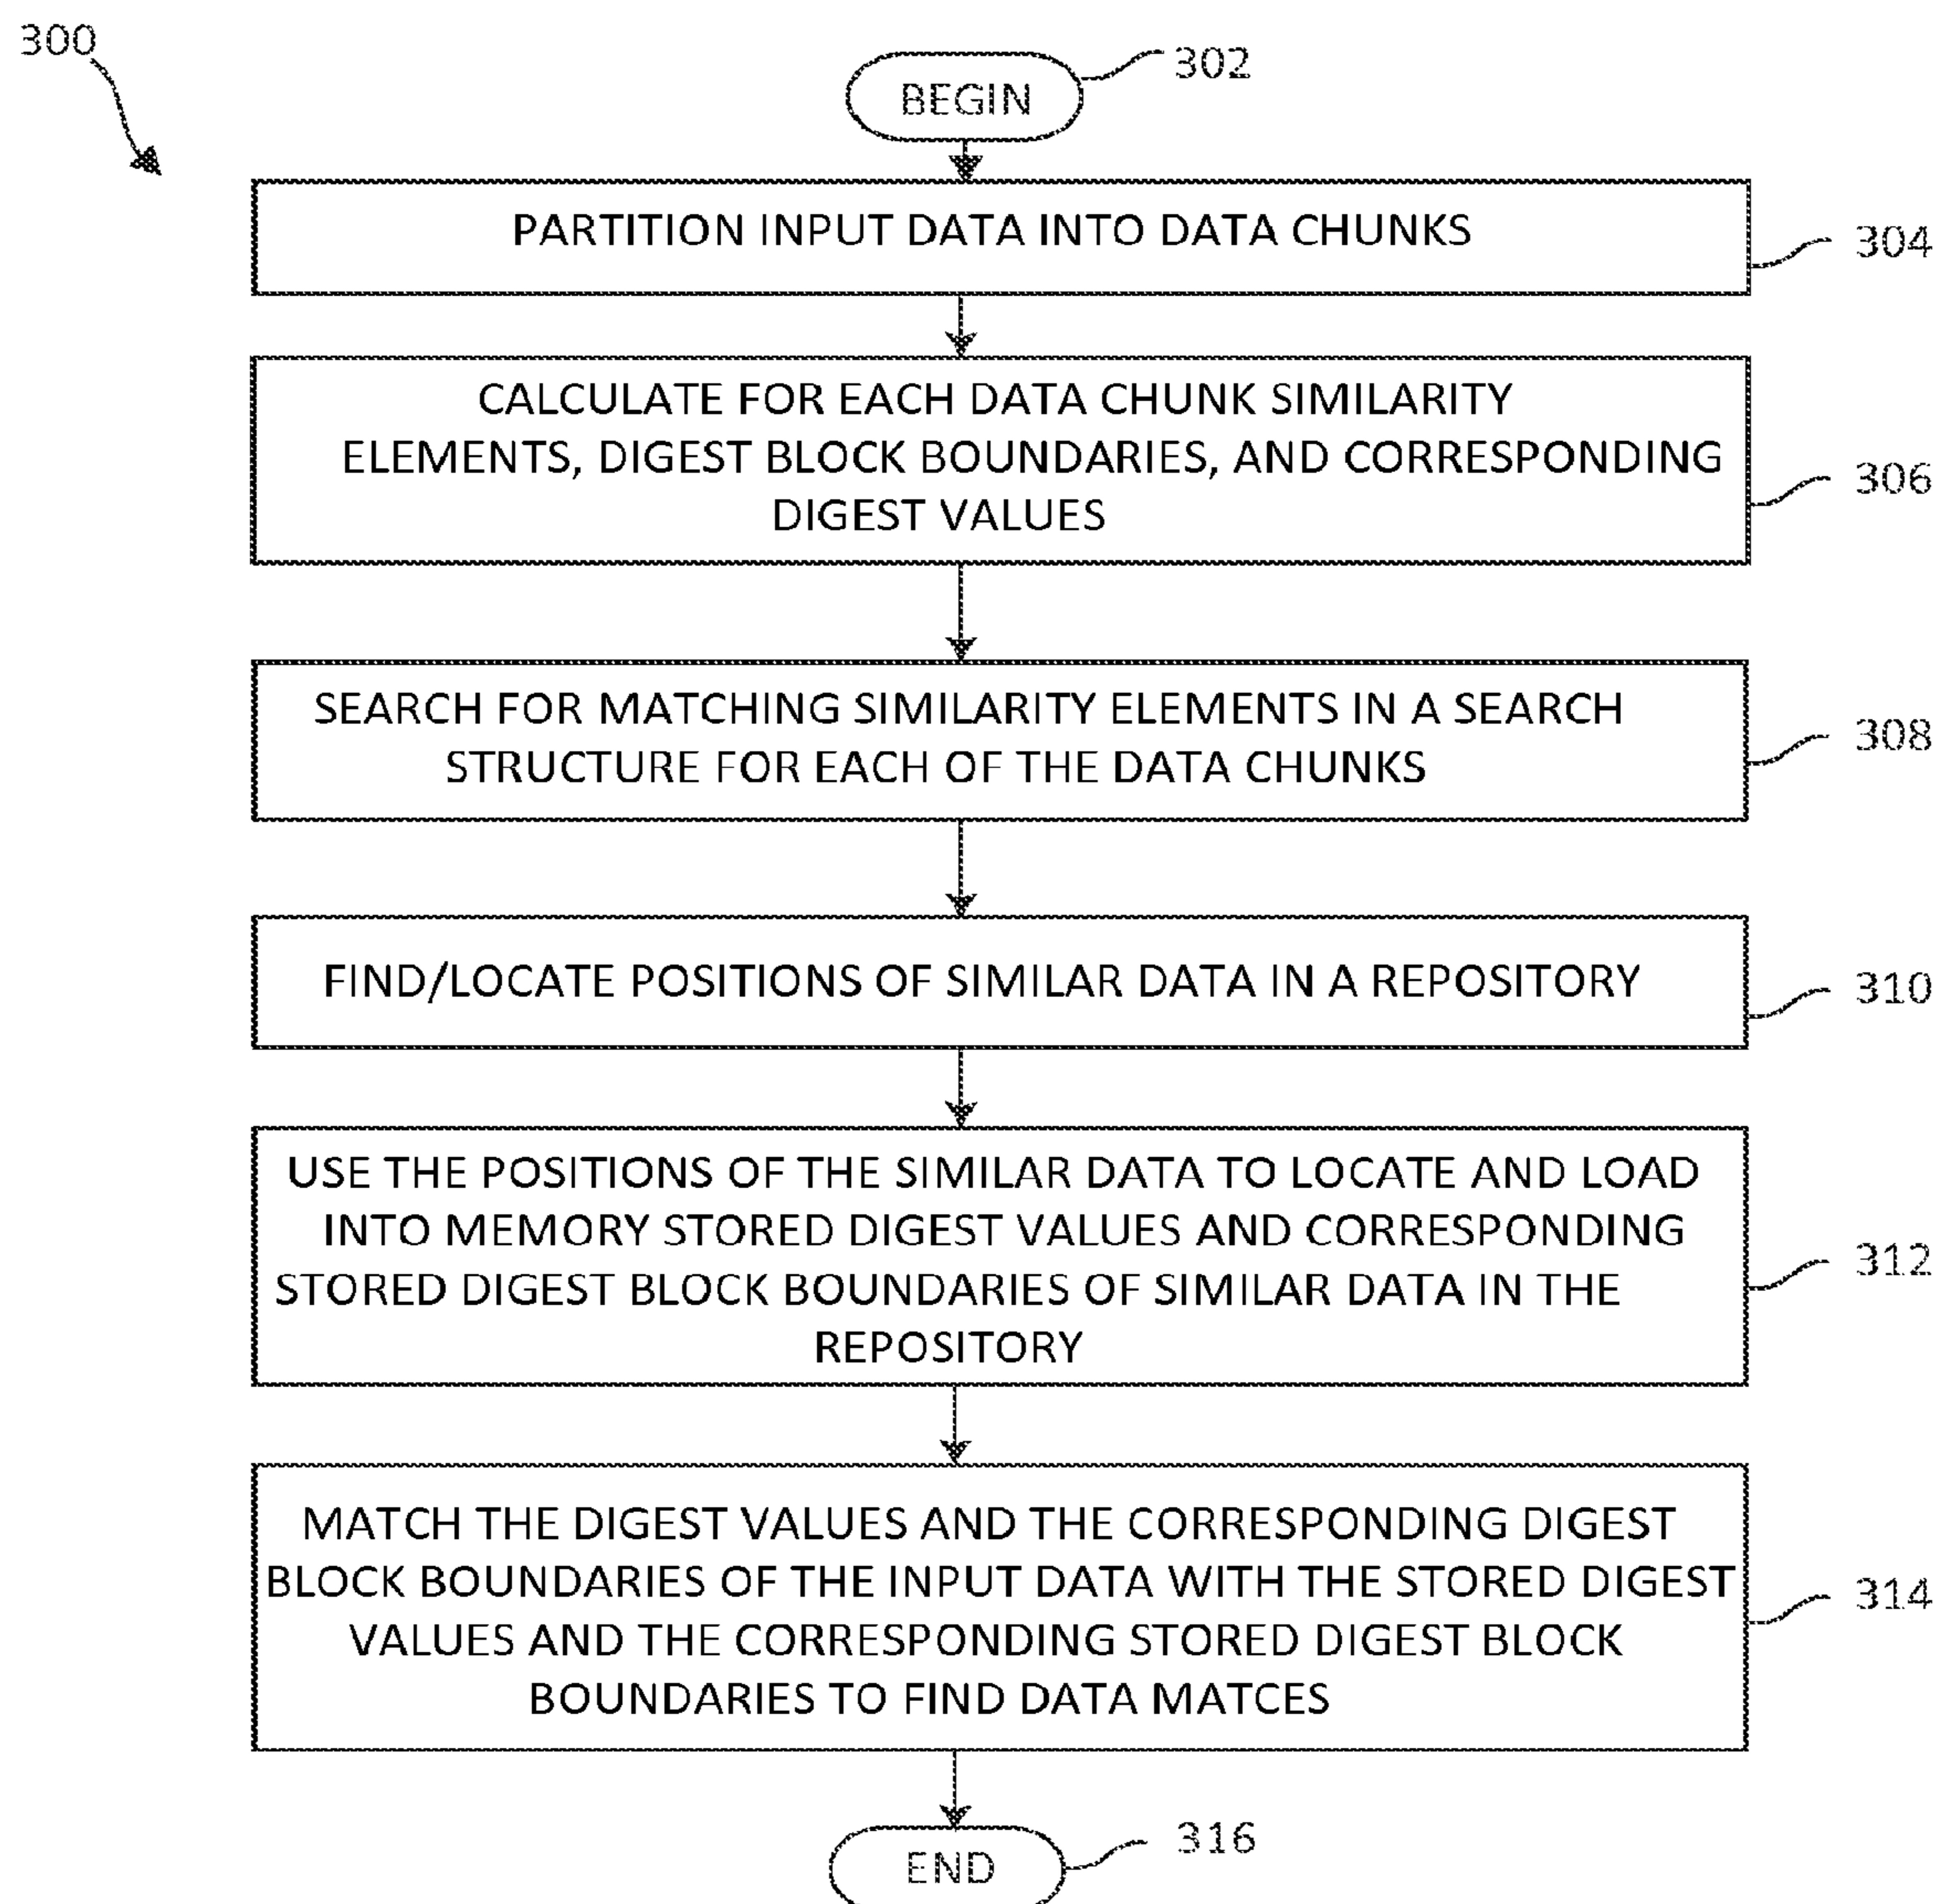 300
302
BEGIN
PARTITION INPUT DATA INTO DATA CHUNKS
304
CALCULATE FOR EACH DATA CHUNK SIMILARITY
ELEMENTS, DIGEST BLOCK BOUNDARIES, AND CORRESPONDING
DIGEST VALUES
306
SEARCH FOR MATCHING SIMILARITY ELEMENTS IN A SEARCH
STRUCTURE FOR EACH OF THE DATA CHUNKS
308
FIND/LOCATE POSITIONS OF SIMILAR DATA IN A REPOSITORY
310
USE THE POSITIONS OF THE SIMILAR DATA TO LOCATE AND LOAD
INTO MEMORY STORED DIGEST VALUES AND CORRESPONDING
STORED DIGEST BLOCK BOUNDARIES OF SIMILAR DATA IN THE
REPOSITORY
312
MATCH THE DIGEST VALUES AND THE CORRESPONDING DIGEST
BLOCK BOUNDARIES OF THE INPUT DATA WITH THE STORED DIGEST
VALUES AND THE CORRESPONDING STORED DIGEST BLOCK
BOUNDARIES TO FIND DATA MATCES
314
316
END